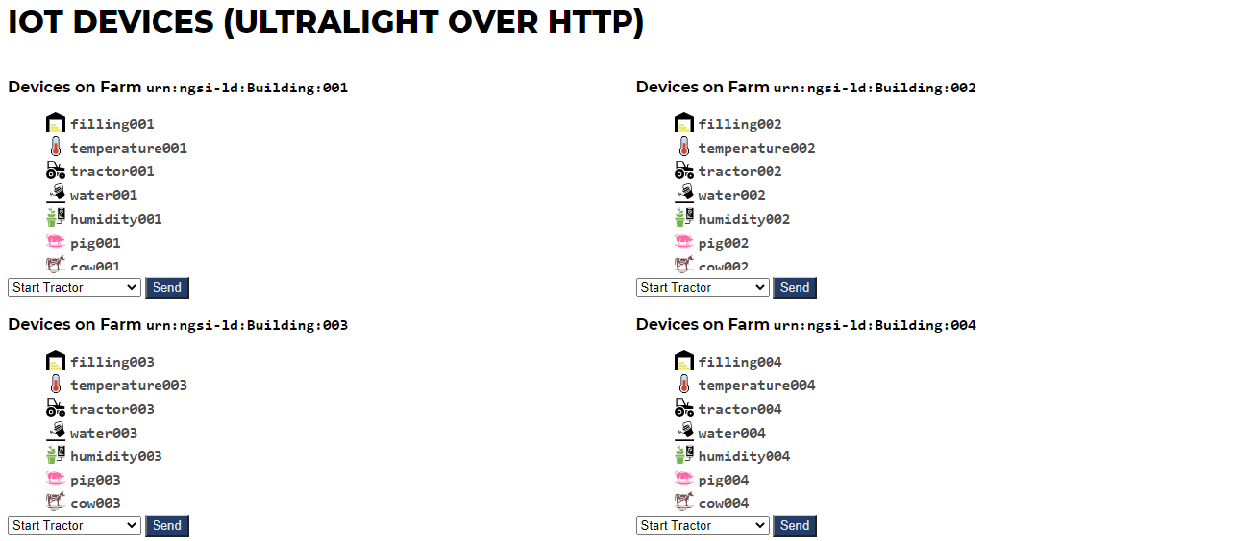 IOT DEVICES (ULTRALIGHT OVER HTTP)
Devices on Farm urn:ngsi-ld:Building:001
filling001
temperature001
tractor001
water001
humidity001
pig001
cow001
Start Tractor Send
Devices on Farm urn:ngsi-ld:Building:002
filling002
temperature002
tractor002
water002
humidity002
pig002
cow002
Start Tractor Send
Devices on Farm urn:ngsi-ld:Building:003
filling003
temperature003
tractor003
water003
humidity003
pig003
cow003
Start Tractor Send
Devices on Farm urn:ngsi-ld:Building:004
filling004
temperature004
tractor004
water004
humidity004
pig004
cow004
Start Tractor Send